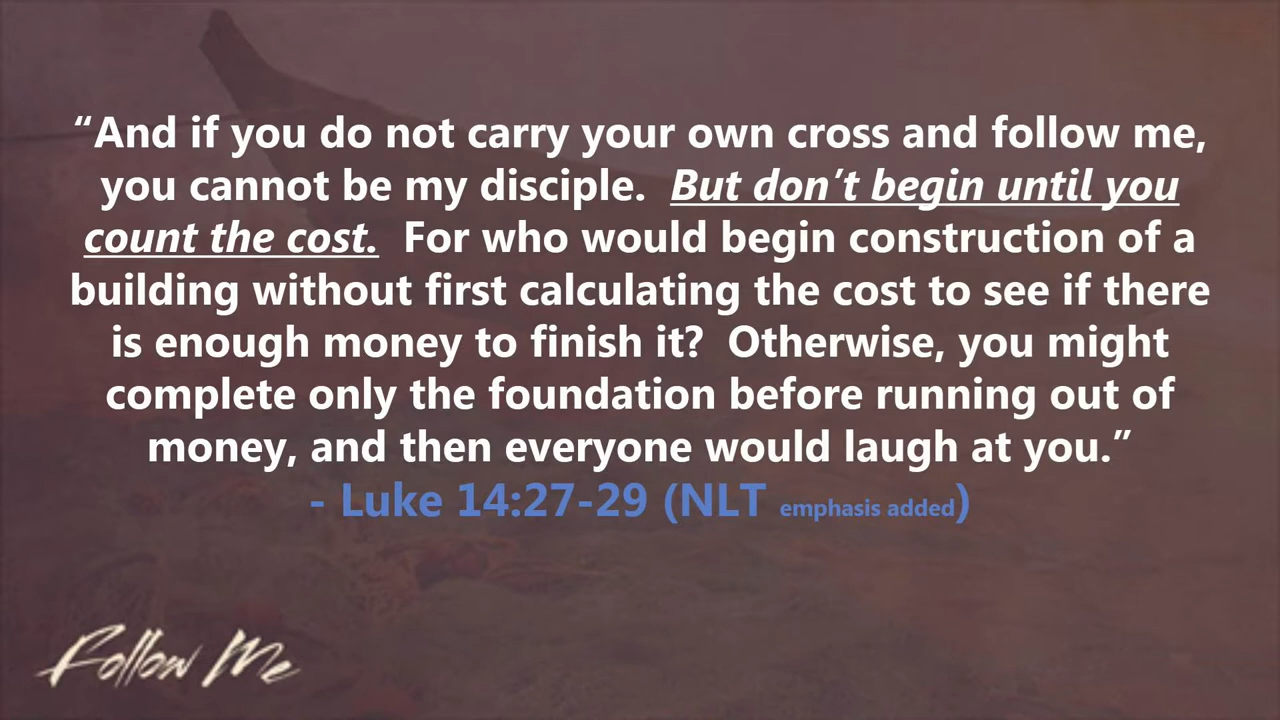 “And if you do not carry your own cross and follow me,
you cannot be my disciple.  But don’t begin until you
count the cost.  For who would begin construction of a
building without first calculating the cost to see if there
is enough money to finish it?  Otherwise, you might
complete only the foundation before running out of
money, and then everyone would laugh at you.”
- Luke 14:27-29 (NLT emphasis added)
Follow Me